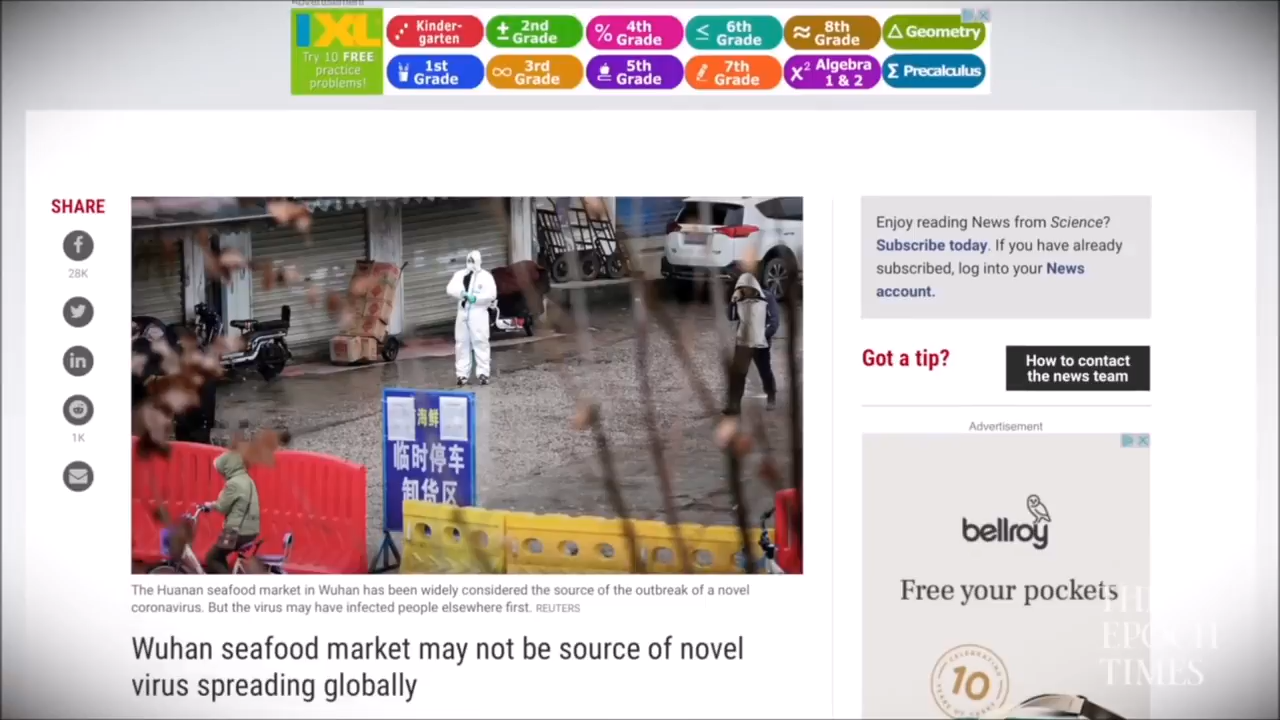 Advertisement
IXL
Try 10 FREE
practice
problems!
Kinder-
garten
2nd
Grade
4th
Grade
6th
Grade
8th
Grade
Geometry
1st
Grade
3rd
Grade
5th
Grade
7th
Grade
Algebra
1 & 2
Precalculus
SHARE
28K
1K
海鲜
临时停车
卸货区
The Huanan seafood market in Wuhan has been widely considered the source of the outbreak of a novel
coronavirus. But the virus may have infected people elsewhere first. REUTERS
Wuhan seafood market may not be source of novel
virus spreading globally
Enjoy reading News from Science?
Subscribe today. If you have already
subscribed, log into your News
account.
Got a tip?
How to contact
the news team
Advertisement
bellroy
Free your pockets
10
THE
EPOCH
TIMES